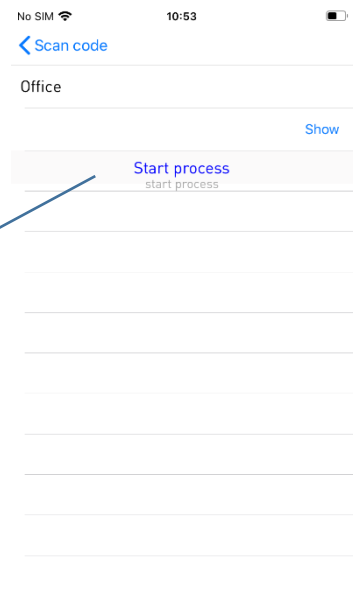 No SIM 10:53
Scan code
Office
Show
Start process
start process